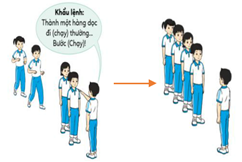 Khẩu lệnh:
Thành một hàng dọc
đi (chạy) thường...
Bước (Chạy)!